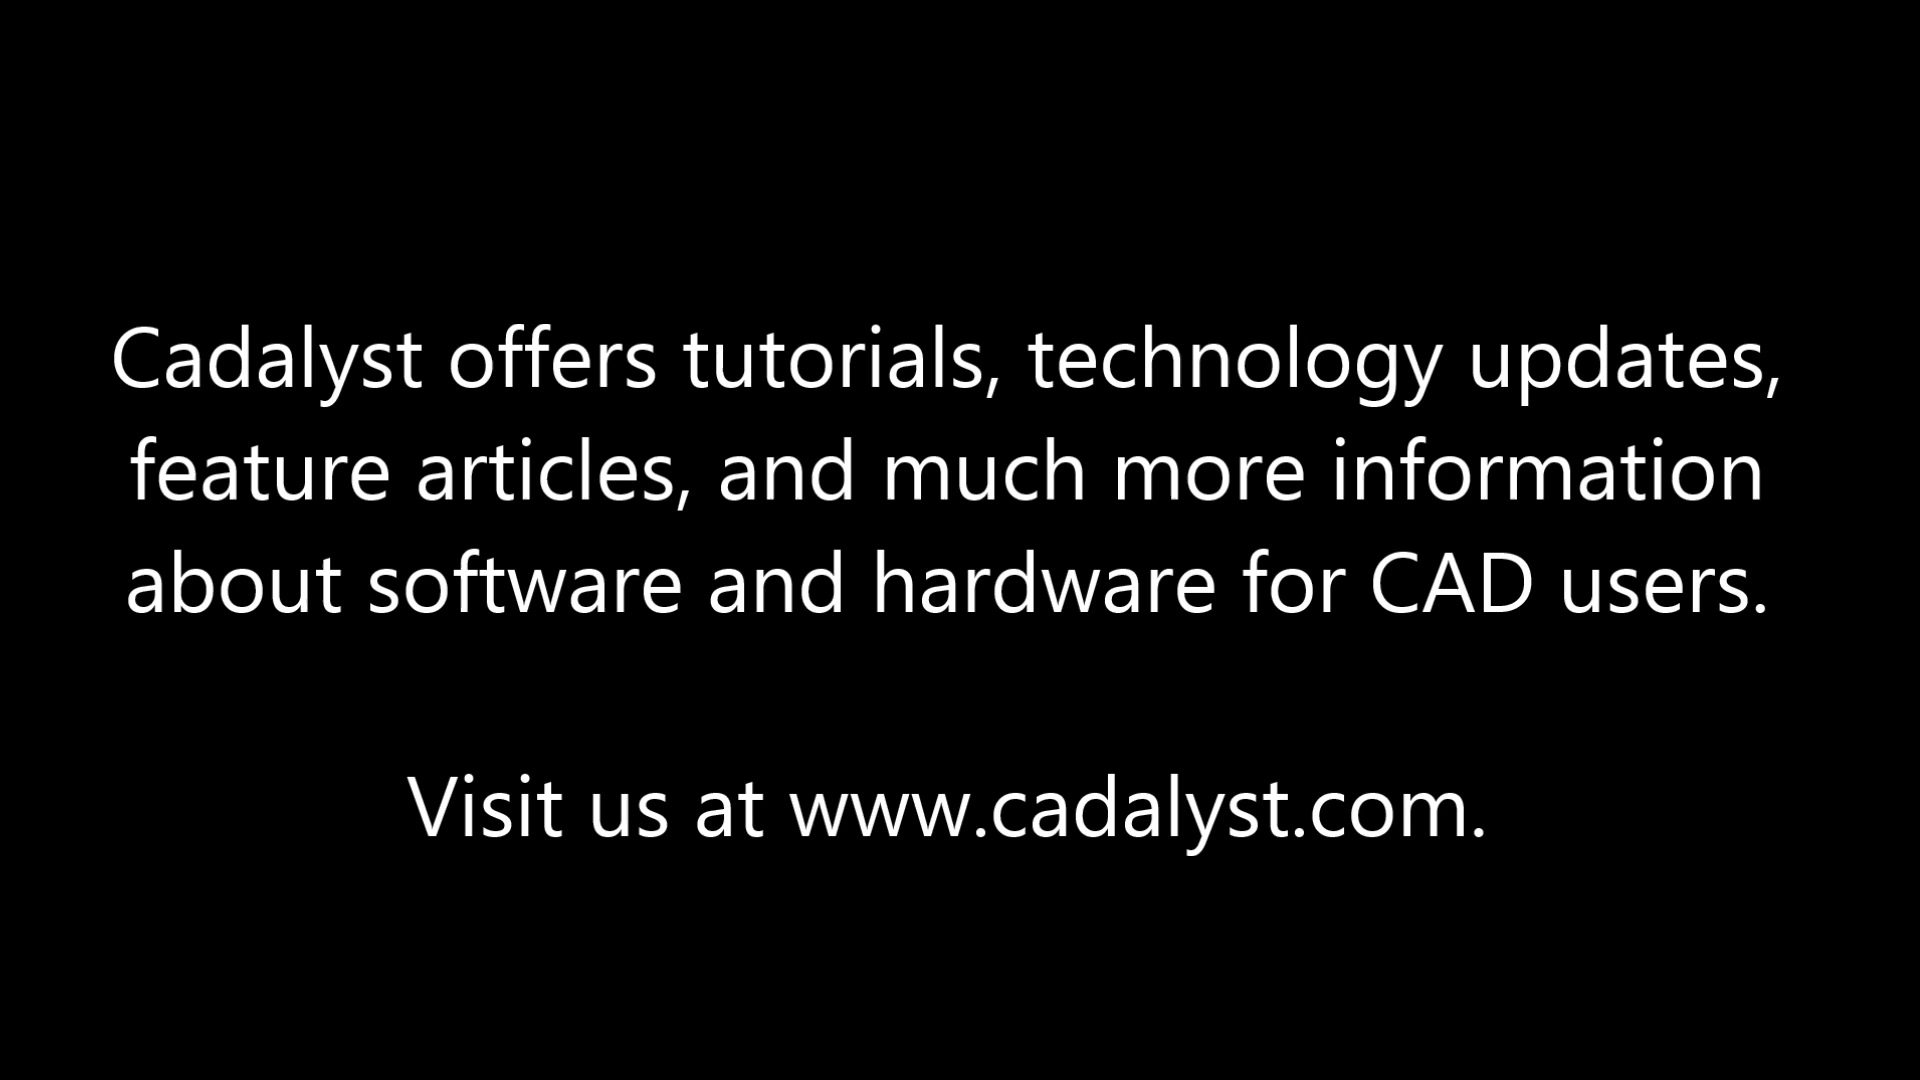 Cadalyst offers tutorials, technology updates,
feature articles, and much more information
about software and hardware for CAD users.
Visit us at www.cadalyst.com.